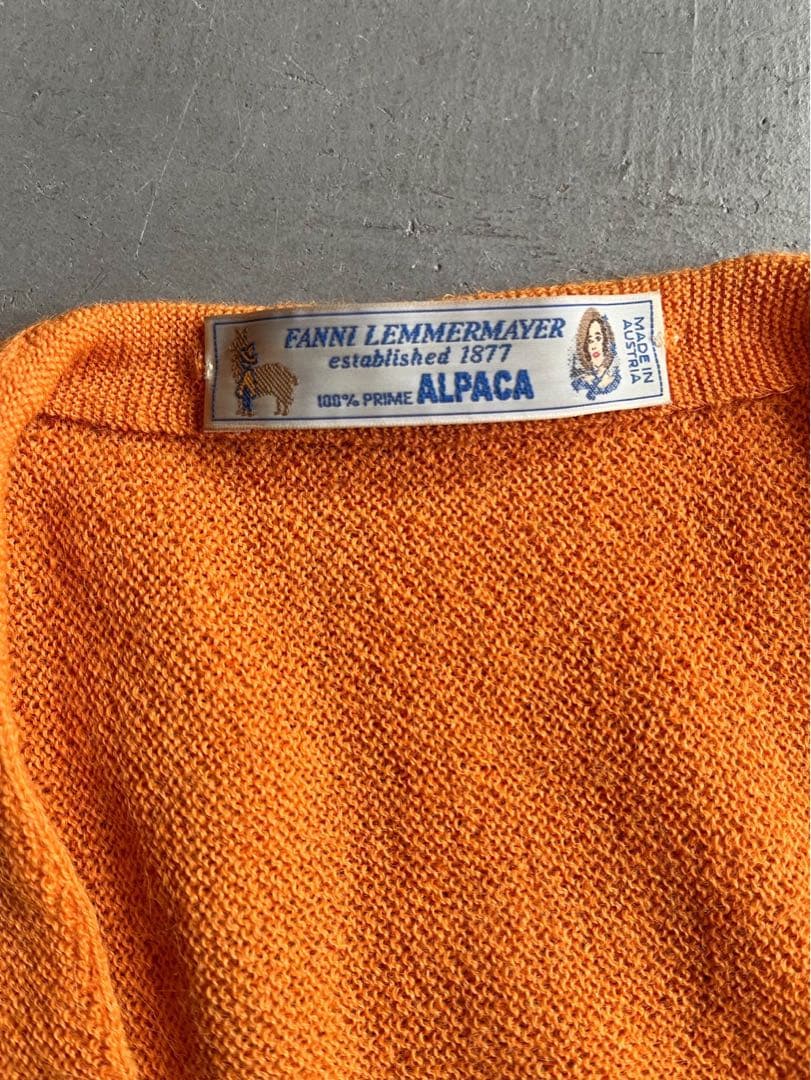 FANNI LEMMERMAYER
established 1877
100% PRIME ALPACA
MADE IN
AUSTRIA